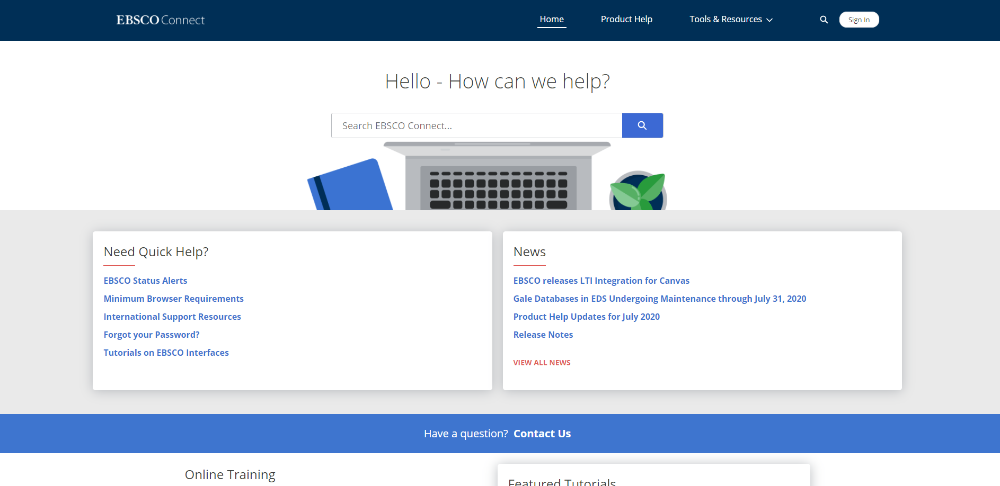 EBSCO Connect
Home
Product Help
Tools & Resources
Sign In
Hello - How can we help?
Search EBSCO Connect...
Need Quick Help?
EBSCO Status Alerts
Minimum Browser Requirements
International Support Resources
Forgot your Password?
Tutorials on EBSCO Interfaces
News
EBSCO releases LTI Integration for Canvas
Gale Databases in EDS Undergoing Maintenance through July 31, 2020
Product Help Updates for July 2020
Release Notes
VIEW ALL NEWS
Have a question? Contact Us
Online Training
Featured Tutorials